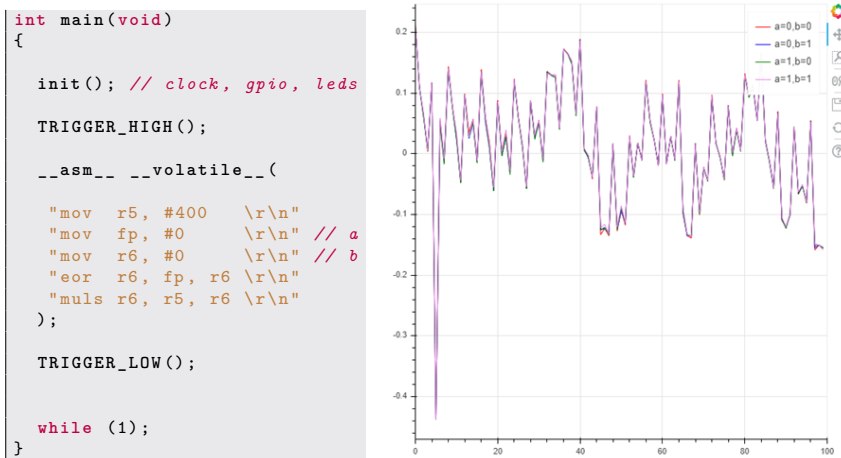 int main(void)
{
init(); // clock, gpio, leds
TRIGGER_HIGH();
__asm__ __volatile__(
"mov r5, #400 \r\n"
"mov fp, #0 \r\n" // a
"mov r6, #0 \r\n" // b
"eor r6, fp, r6 \r\n"
"muls r6, r5, r6 \r\n"
);
TRIGGER_LOW();
while (1);
}
0.2
0.1
0
-0.1
-0.2
-0.3
-0.4
0 20 40 60 80 100
a=0,b=0
a=0,b=1
a=1,b=0
a=1,b=1